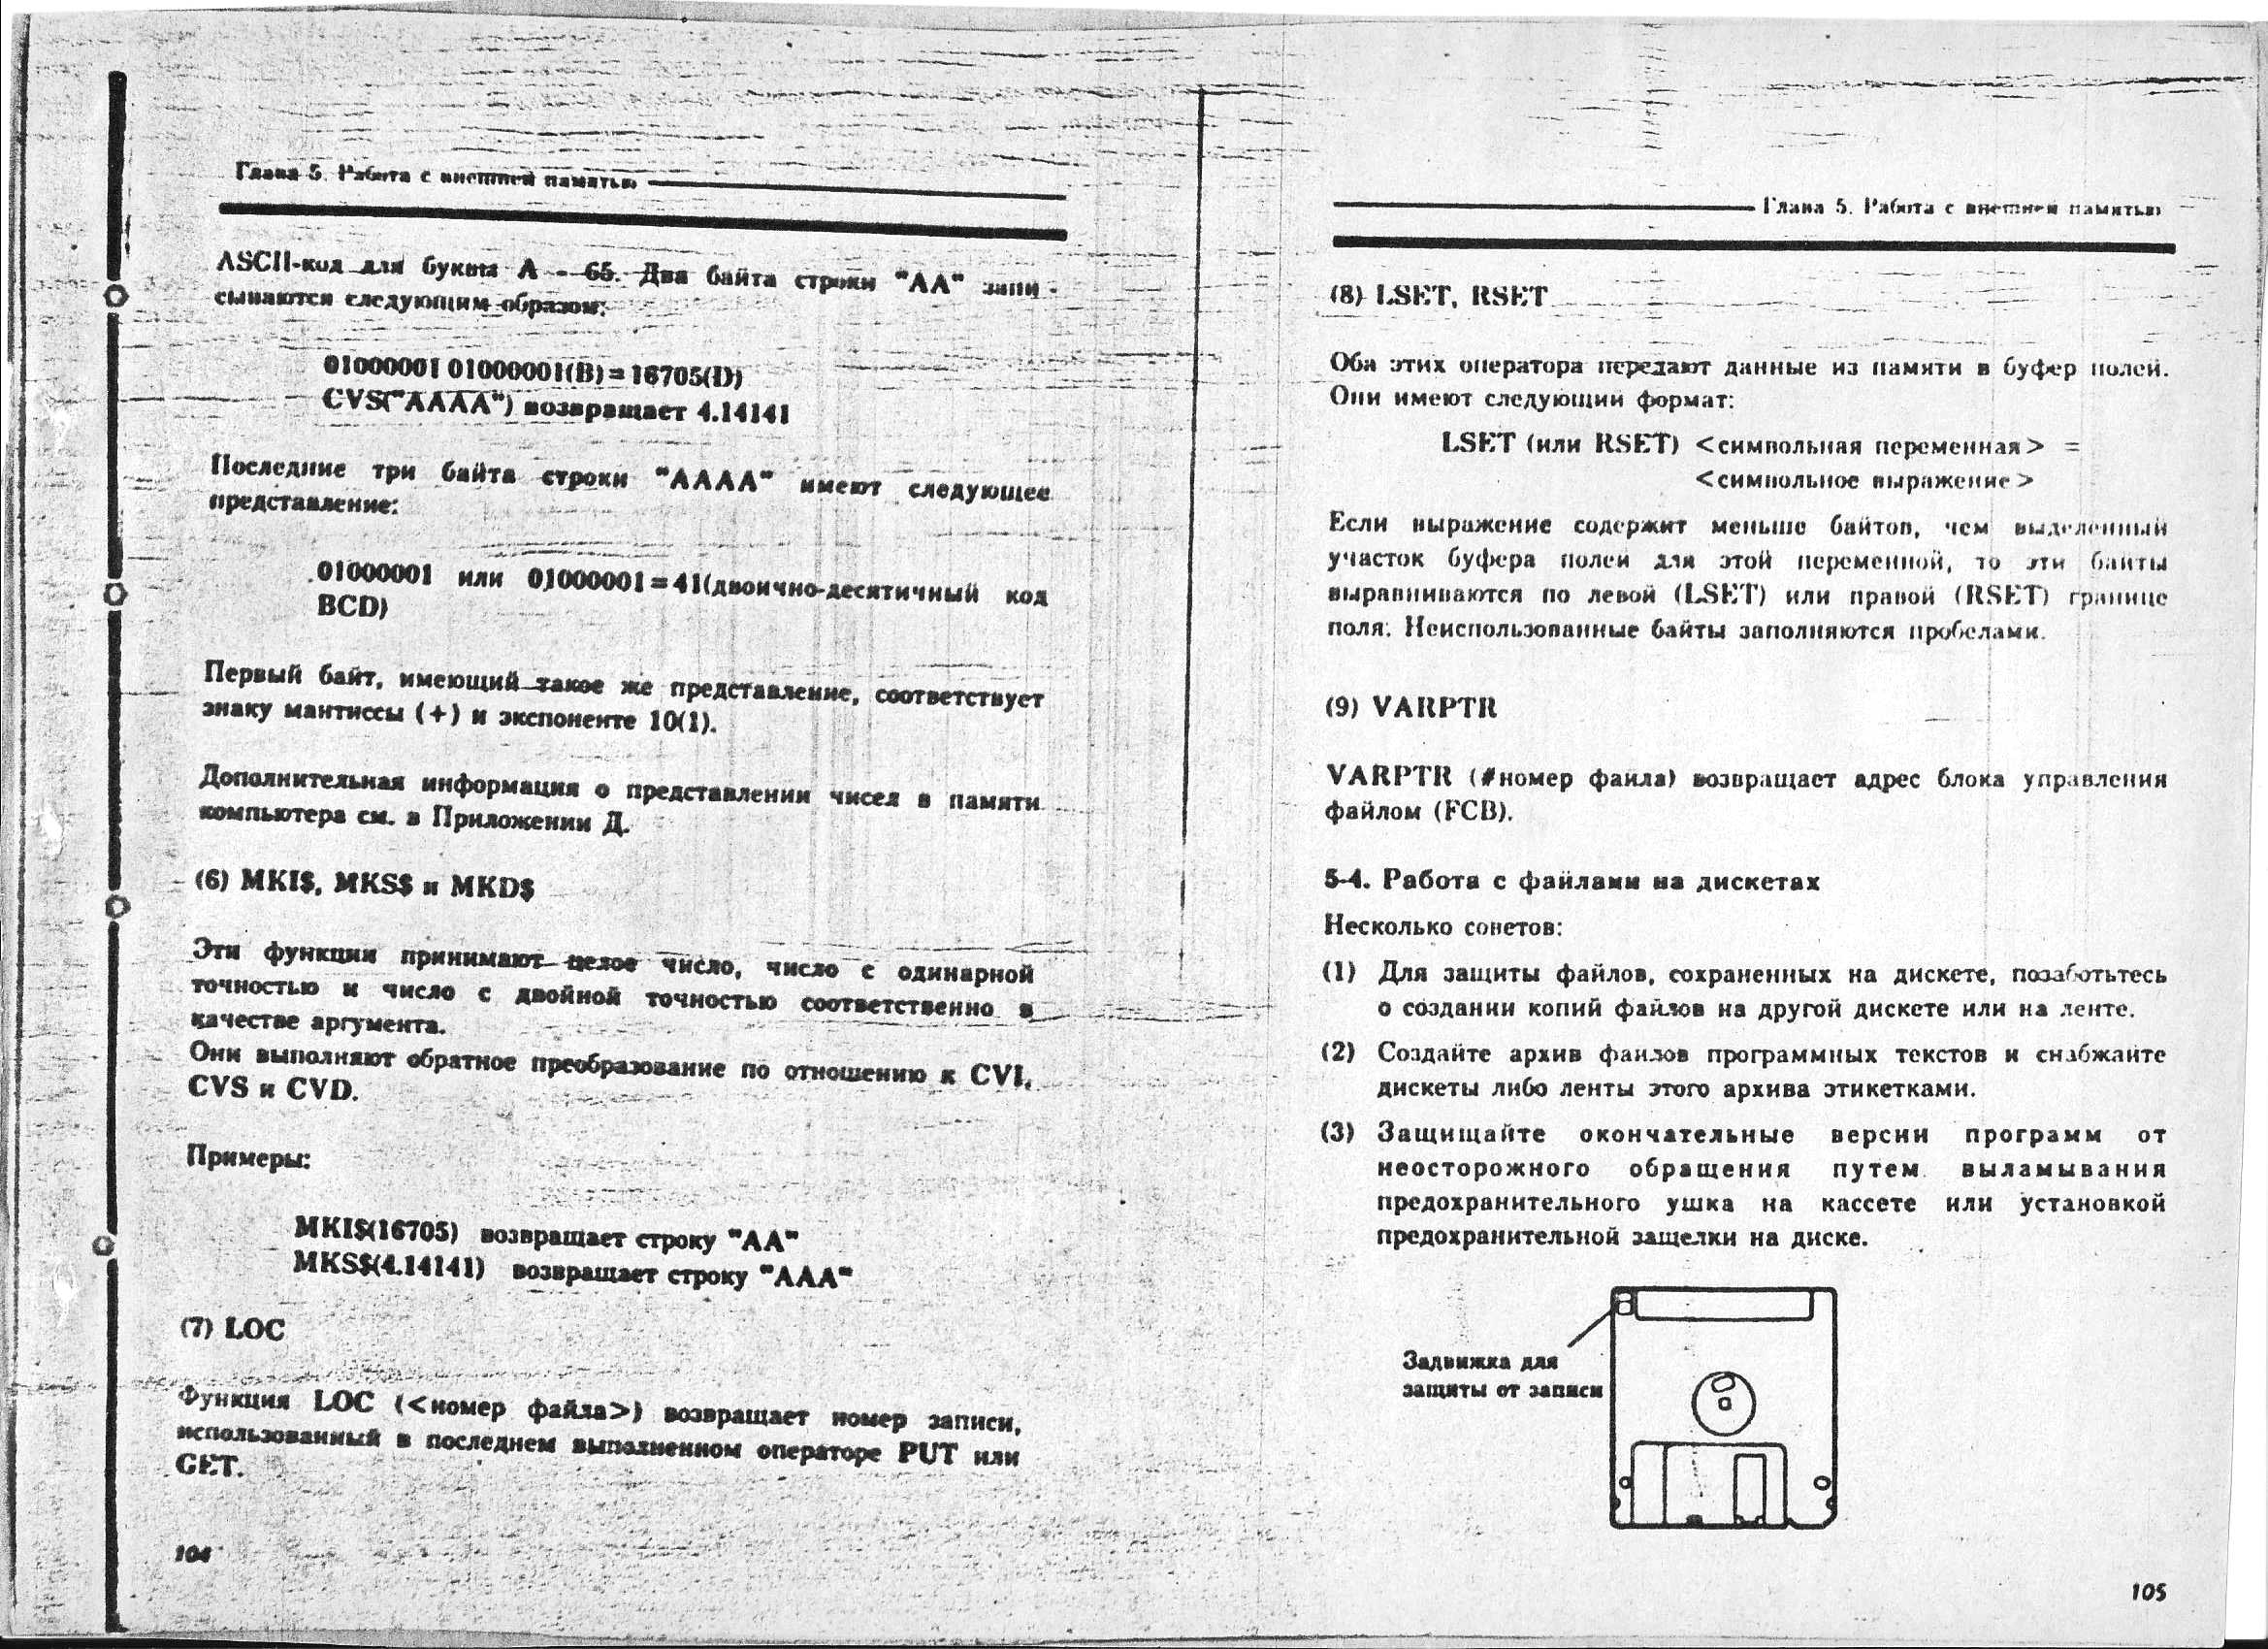 Глава 5. Работа с внешней памятью
ASCII-код для буквы А - 65. Два байта строки "АА" запи -
сываются следующим образом:
01000001 01000001(B)=16705(D)
CVS("AAAA") возвращает 4.14141
Последние три байта строки "АААА" имеют следующее
представление:
01000001 или 01000001=41(двоично-десятичный код
BCD)
Первый байт, имеющий такое же представление, соответствует
знаку мантиссы (+) и экспоненте 10(1).
Дополнительная информация о представлении чисел в памяти
компьютера см. в Приложении Д.
(6) MKI$, MKS$ и MKD$
Эти функции принимают целое число, число с одинарной
точностью и число с двойной точностью соответственно в
качестве аргумента.
Они выполняют обратное преобразование по отношению к CVI,
CVS и CVD.
Примеры:
MKI$(16705) возвращает строку "АА"
MKS$(4.14141) возвращает строку "ААА"
(7) LOC
Функция LOC (<номер файла>) возвращает номер записи,
использованный в последнем выполненном операторе PUT или
GET.
104
Глава 5. Работа с внешней памятью
(8) LSET, RSET
Оба этих оператора передают данные из памяти в буфер полей.
Они имеют следующий формат:
LSET (или RSET) <символьная переменная> =
<символьное выражение>
Если выражение содержит меньше байтов, чем выделенный
участок буфера полей для этой переменной, то эти байты
выравниваются по левой (LSET) или правой (RSET) границе
поля. Неиспользованные байты заполняются пробелами.
(9) VARPTR
VARPTR (#номер файла) возвращает адрес блока управления
файлом (FCB).
5-4. Работа с файлами на дискетах
Несколько советов:
(1) Для защиты файлов, сохраненных на дискете, позаботьтесь
о создании копий файлов на другой дискете или на ленте.
(2) Создайте архив файлов программных текстов и снабжайте
дискеты либо ленты этого архива этикетками.
(3) Защищайте окончательные версии программ от
неосторожного обращения путем выламывания
предохранительного ушка на кассете или установкой
предохранительной защелки на диске.
Задвижка для
защиты от записи
105